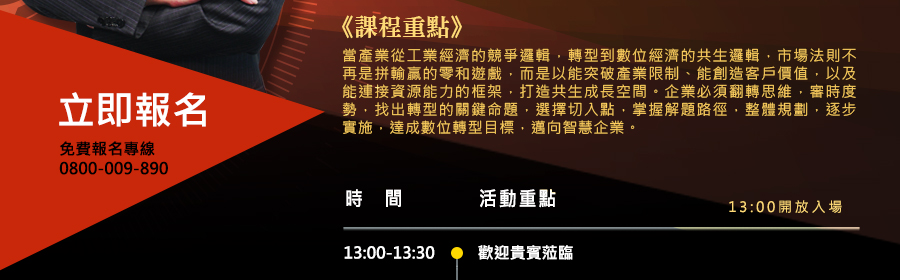 《課程重點》
當產業從工業經濟的競爭邏輯，轉型到數位經濟的共生邏輯，市場法則不
再是拼輸贏的零和遊戲，而是以能突破產業限制、能創造客戶價值，以及
能連接資源能力的框架，打造共生成長空間。企業必須翻轉思維，審時度
勢，找出轉型的關鍵命題，選擇切入點，掌握解題路徑，整體規劃，逐步
實施，達成數位轉型目標，邁向智慧企業。
立即報名
免費報名專線
0800-009-890
時 間 活動重點 13:00開放入場
13:00-13:30 歡迎貴賓蒞臨